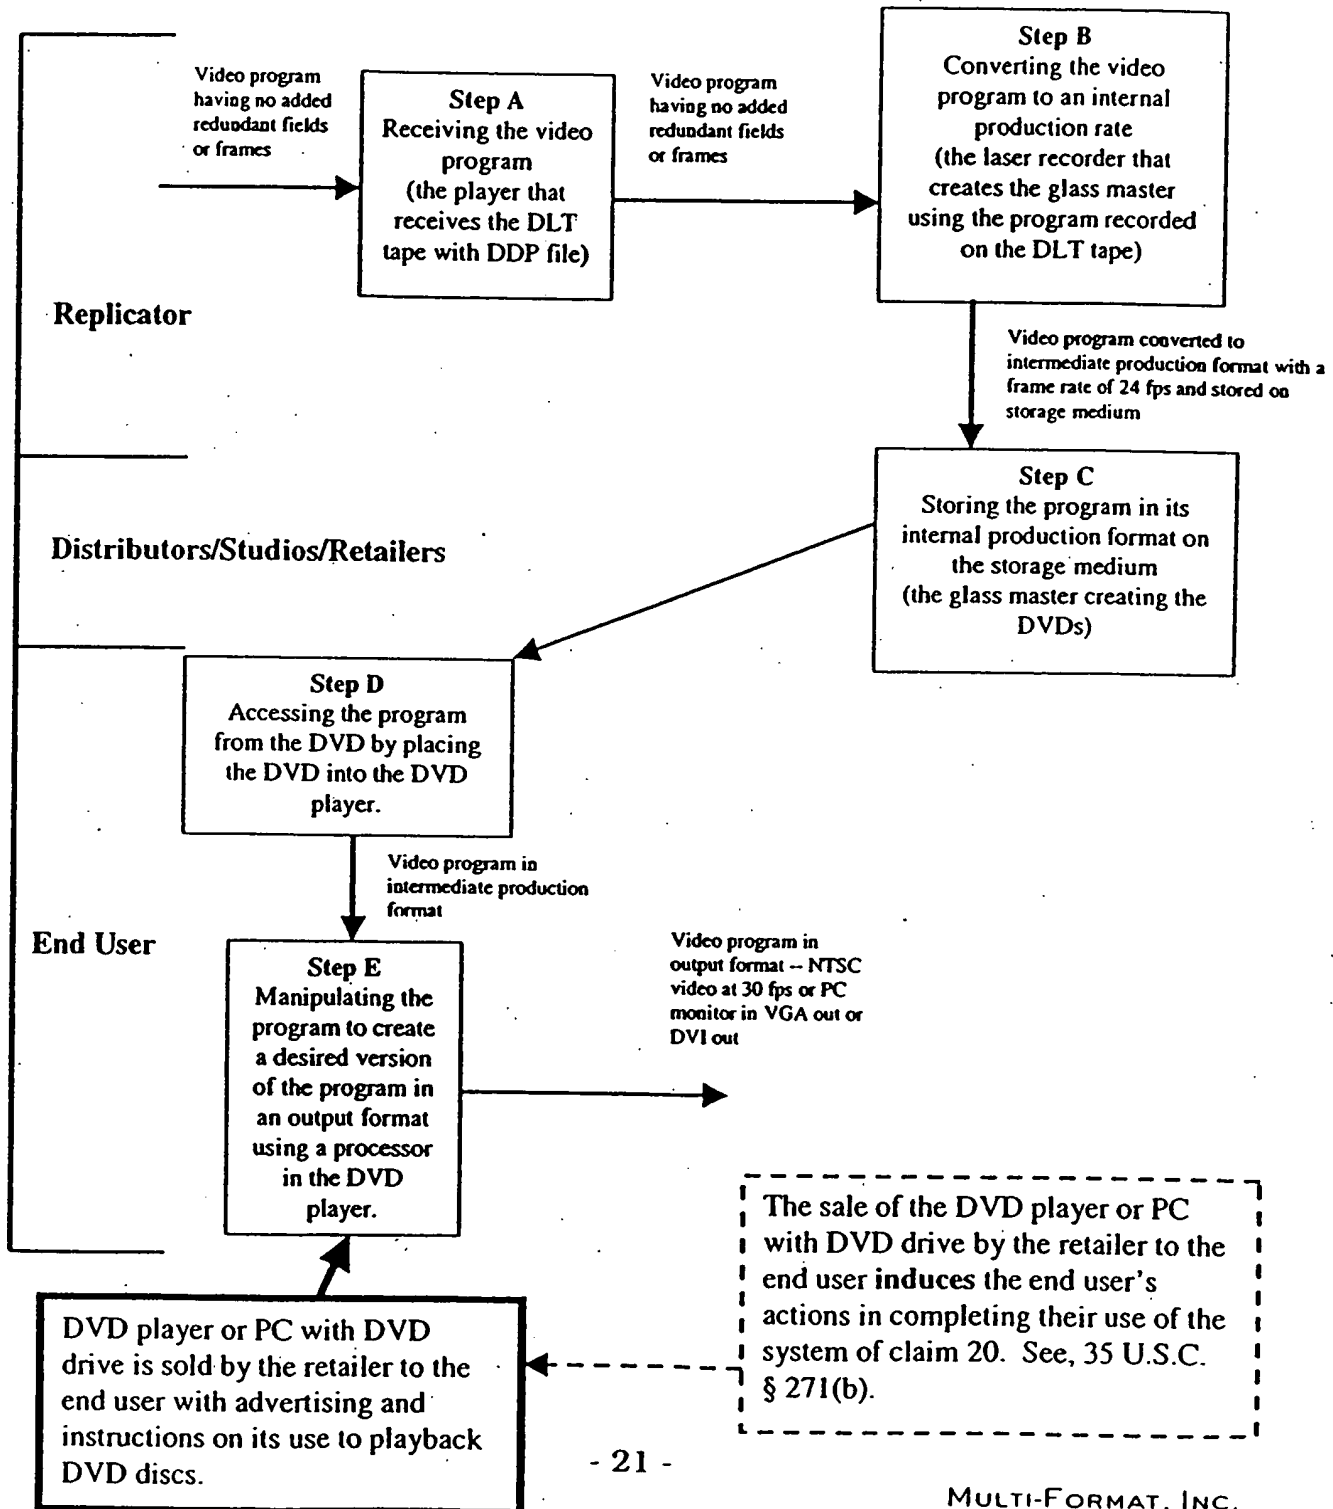 Video program
having no added
redundant fields
or frames
Step A
Receiving the video
program
(the player that
receives the DLT
tape with DDP file)
Video program
having no added
redundant fields
or frames
Step B
Converting the video
program to an internal
production rate
(the laser recorder that
creates the glass master
using the program recorded
on the DLT tape)
Replicator
Video program converted to
intermediate production format with a
frame rate of 24 fps and stored on
storage medium
Step C
Storing the program in its
internal production format on
the storage medium
(the glass master creating the
DVDs)
Distributors/Studios/Retailers
Step D
Accessing the program
from the DVD by placing
the DVD into the DVD
player.
Video program in
intermediate production
format
End User
Step E
Manipulating the
program to create
a desired version
of the program in
an output format
using a processor
in the DVD
player.
Video program in
output format -- NTSC
video at 30 fps or PC
monitor in VGA out or
DVI out
The sale of the DVD player or PC
with DVD drive by the retailer to the
end user induces the end user's
actions in completing their use of the
system of claim 20. See, 35 U.S.C.
§ 271(b).
DVD player or PC with DVD
drive is sold by the retailer to the
end user with advertising and
instructions on its use to playback
DVD discs.
- 21 -
MULTI-FORMAT, INC.